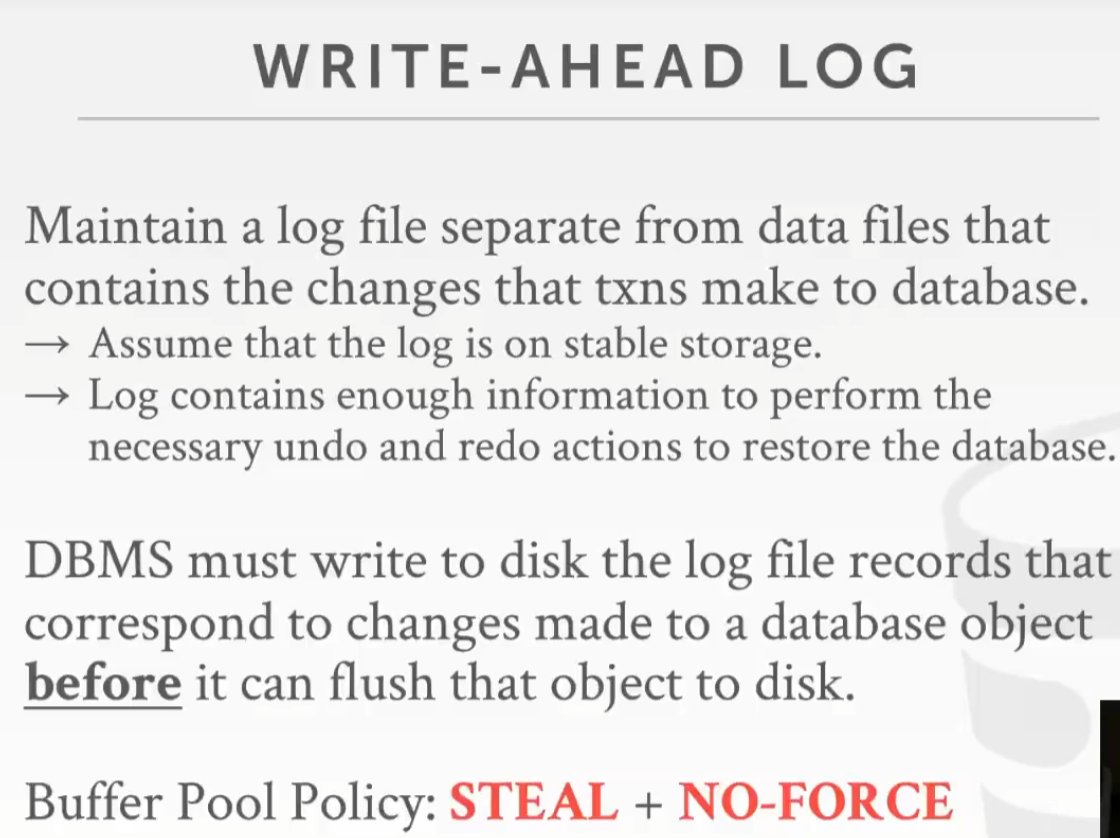 WRITE-AHEAD LOG
Maintain a log file separate from data files that
contains the changes that txns make to database.
→ Assume that the log is on stable storage.
→ Log contains enough information to perform the
necessary undo and redo actions to restore the database.
DBMS must write to disk the log file records that
correspond to changes made to a database object
before it can flush that object to disk.
Buffer Pool Policy: STEAL + NO-FORCE